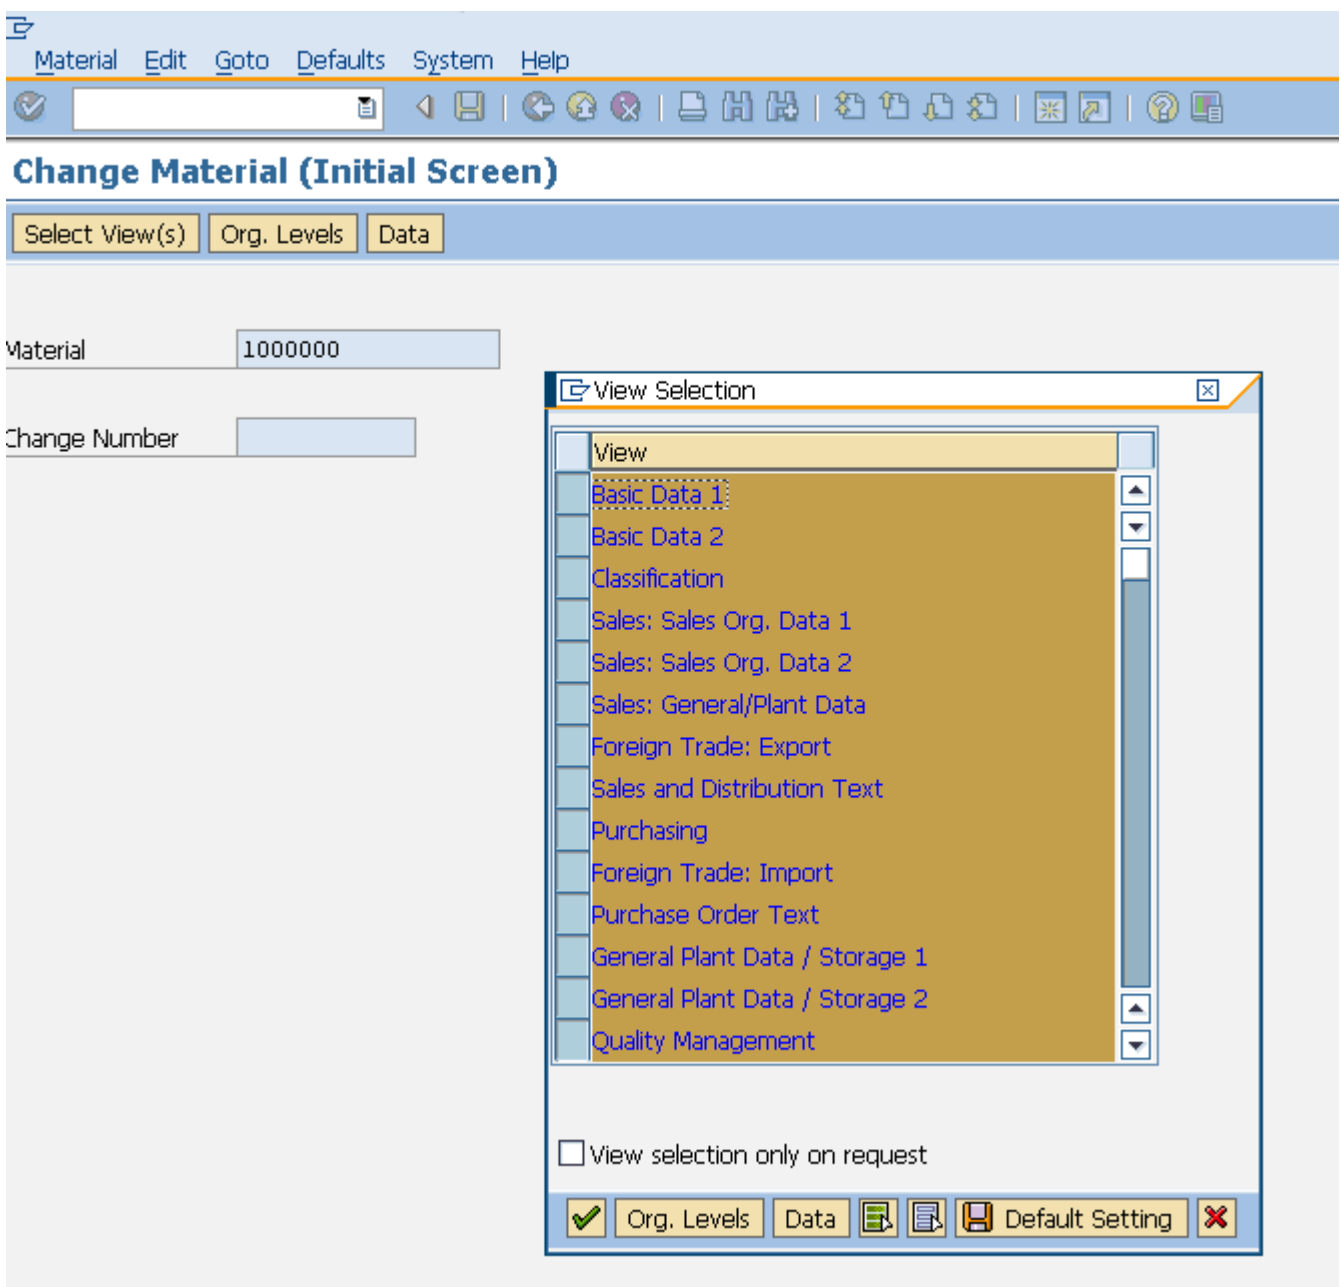 Material Edit Goto Defaults System Help
Change Material (Initial Screen)
Select View(s) Org. Levels Data
Material 1000000
View Selection
Change Number
View
Basic Data 1
Basic Data 2
Classification
Sales: Sales Org. Data 1
Sales: Sales Org. Data 2
Sales: General/Plant Data
Foreign Trade: Export
Sales and Distribution Text
Purchasing
Foreign Trade: Import
Purchase Order Text
General Plant Data / Storage 1
General Plant Data / Storage 2
Quality Management
View selection only on request
Org. Levels Data Default Setting